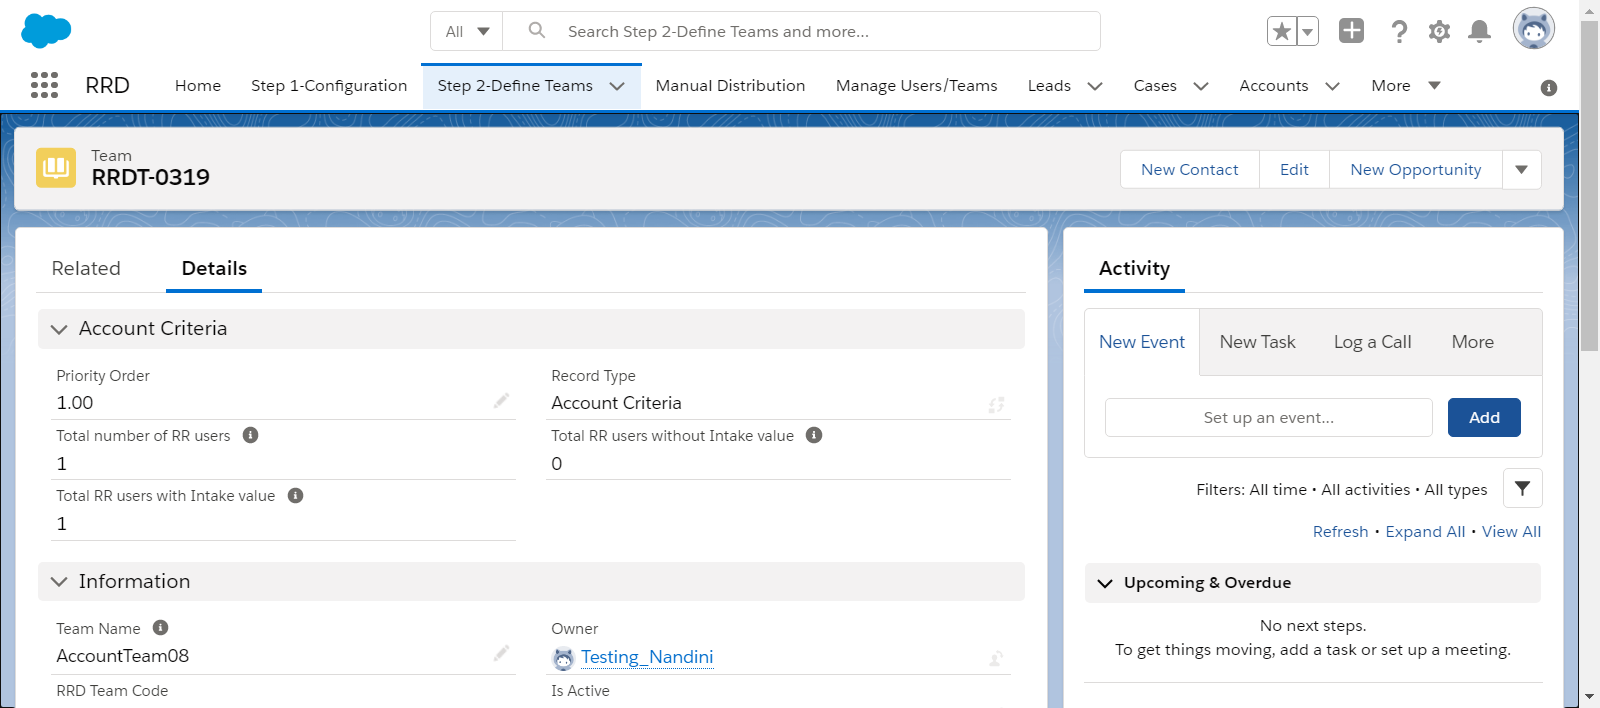 All
Search Step 2-Define Teams and more...
RRD
Home
Step 1-Configuration
Step 2-Define Teams
Manual Distribution
Manage Users/Teams
Leads
Cases
Accounts
More
Team
RRDT-0319
New Contact
Edit
New Opportunity
Related
Details
Account Criteria
Priority Order
1.00
Record Type
Account Criteria
Total number of RR users
1
Total RR users without Intake value
0
Total RR users with Intake value
1
Information
Team Name
AccountTeam08
Owner
Testing_Nandini
RRD Team Code
Is Active
Activity
New Event
New Task
Log a Call
More
Set up an event...
Add
Filters: All time • All activities • All types
Refresh • Expand All • View All
Upcoming & Overdue
No next steps.
To get things moving, add a task or set up a meeting.